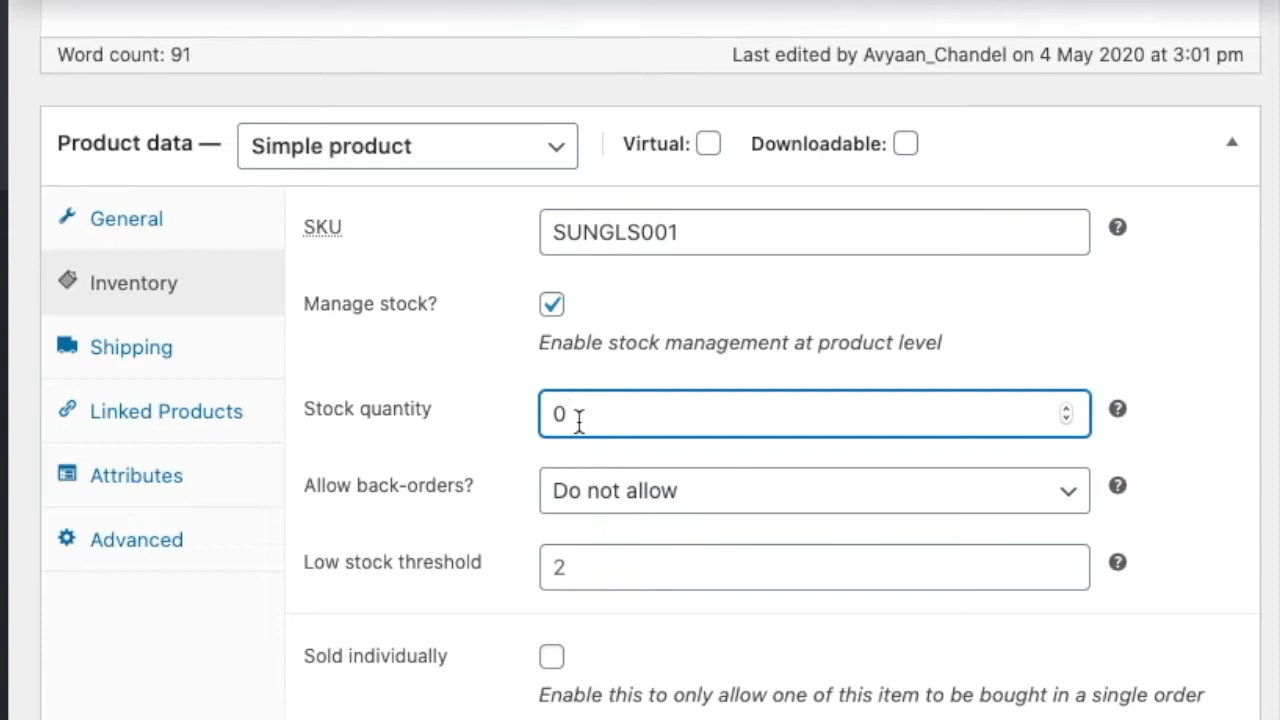 Word count: 91 Last edited by Avyaan_Chandel on 4 May 2020 at 3:01 pm
Product data — Simple product Virtual: Downloadable:
General
Inventory
Shipping
Linked Products
Attributes
Advanced
SKU SUNGLS001
Manage stock?
Enable stock management at product level
Stock quantity 0
Allow back-orders? Do not allow
Low stock threshold 2
Sold individually
Enable this to only allow one of this item to be bought in a single order